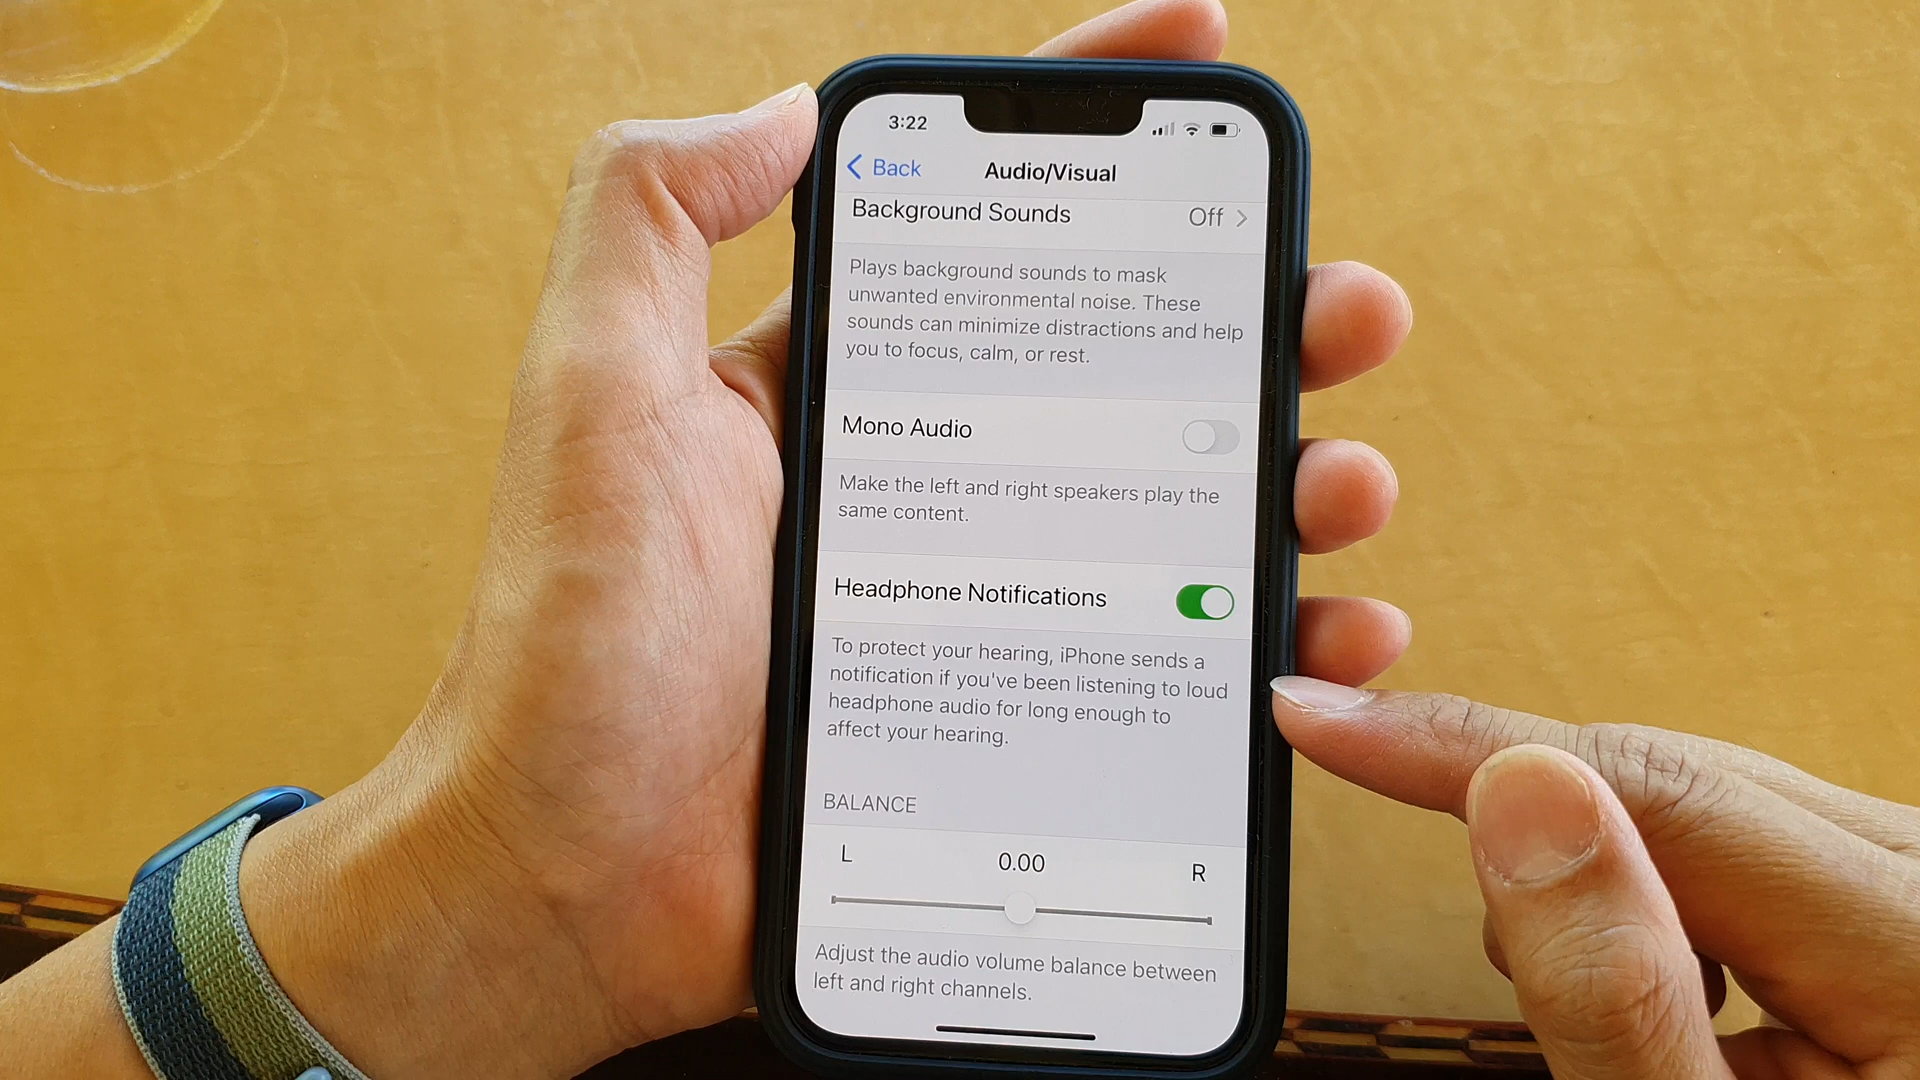 3:22
Back
Audio/Visual
Background Sounds
Off
Plays background sounds to mask
unwanted environmental noise. These
sounds can minimize distractions and help
you to focus, calm, or rest.
Mono Audio
Make the left and right speakers play the
same content.
Headphone Notifications
To protect your hearing, iPhone sends a
notification if you've been listening to loud
headphone audio for long enough to
affect your hearing.
BALANCE
L
0.00
R
Adjust the audio volume balance between
left and right channels.